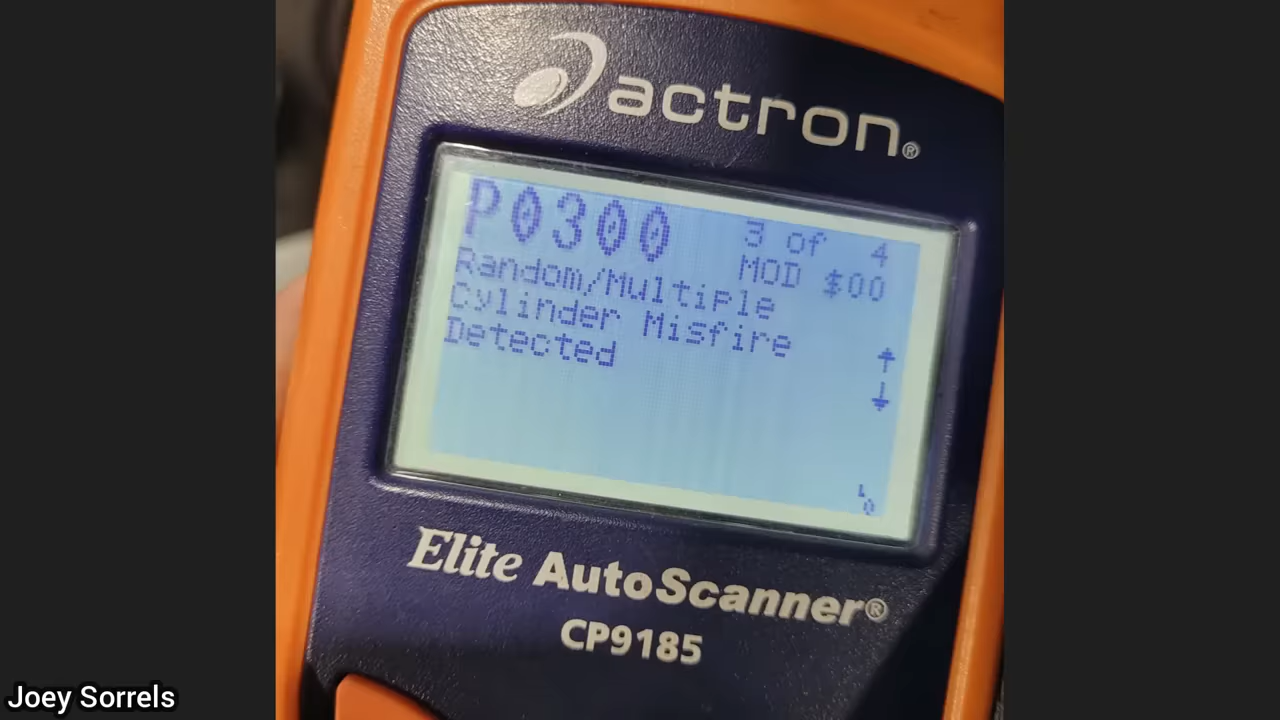 actron®
P0300 3 of 4
MOD $00
Random/Multiple
Cylinder Misfire
Detected
Elite AutoScanner®
CP9185
Joey Sorrels